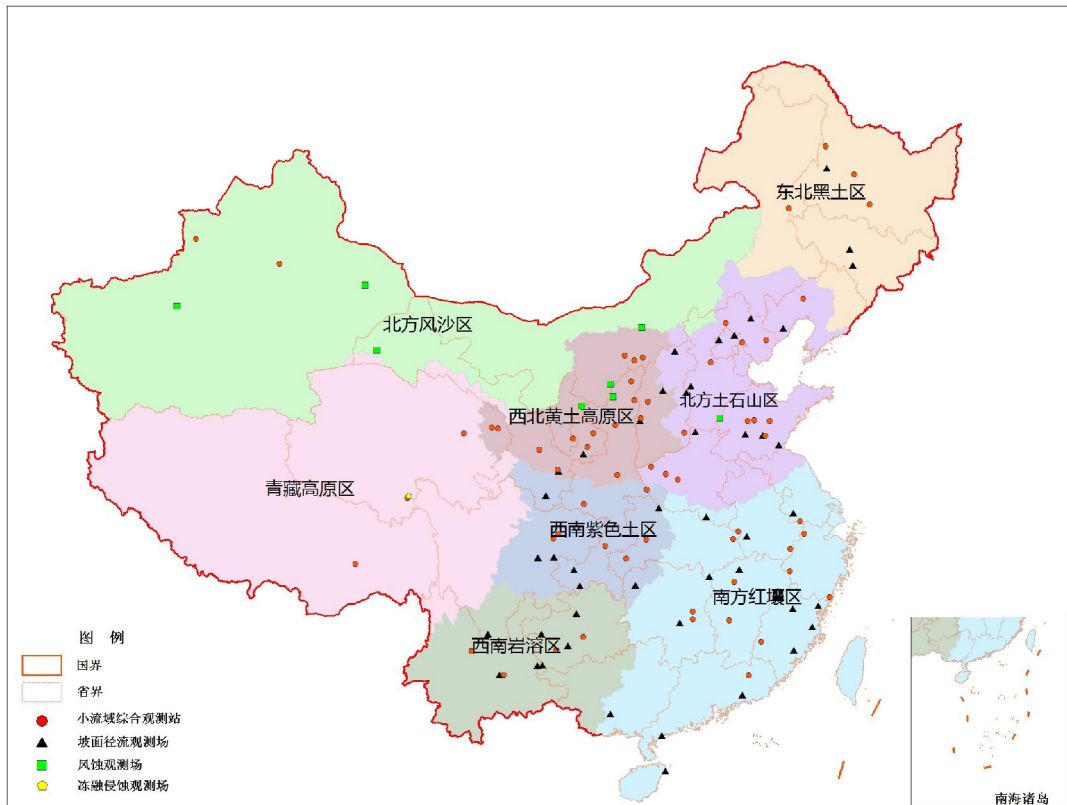 东北黑土区
北方风沙区
北方土石山区
西北黄土高原区
青藏高原区
西南紫色土区
南方红壤区
西南岩溶区
图 例
国界
省界
小流域综合观测站
坡面径流观测场
风蚀观测场
冻融侵蚀观测场
南海诸岛